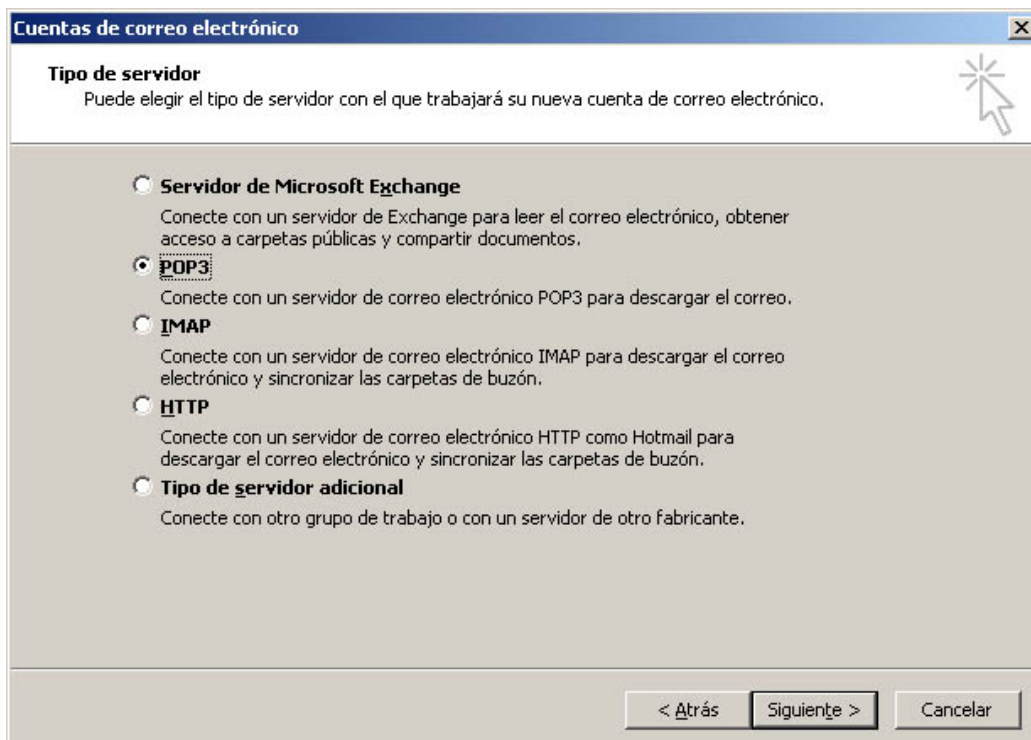 Cuentas de correo electrónico
Tipo de servidor
Puede elegir el tipo de servidor con el que trabajará su nueva cuenta de correo electrónico.
Servidor de Microsoft Exchange
Conecte con un servidor de Exchange para leer el correo electrónico, obtener
acceso a carpetas públicas y compartir documentos.
POP3
Conecte con un servidor de correo electrónico POP3 para descargar el correo.
IMAP
Conecte con un servidor de correo electrónico IMAP para descargar el correo
electrónico y sincronizar las carpetas de buzón.
HTTP
Conecte con un servidor de correo electrónico HTTP como Hotmail para
descargar el correo electrónico y sincronizar las carpetas de buzón.
Tipo de servidor adicional
Conecte con otro grupo de trabajo o con un servidor de otro fabricante.
< Atrás Siguiente > Cancelar